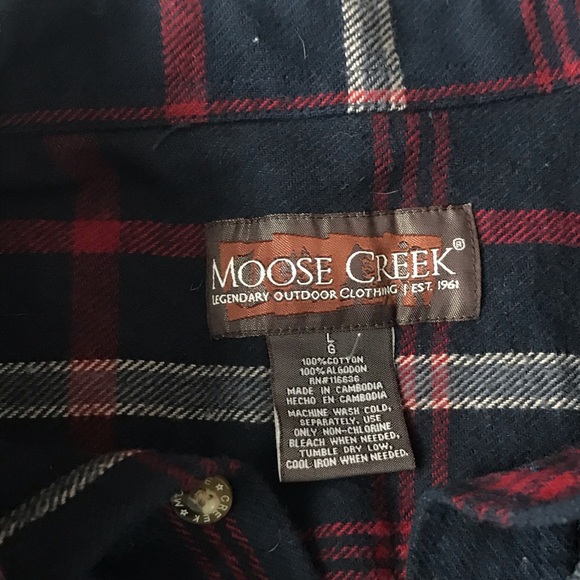 MOOSE CREEK®
LEGENDARY OUTDOOR CLOTHING | EST. 1961
L
G
100% COTTON
100% ALGODON
RN#116636
MADE IN CAMBODIA
HECHO EN CAMBODIA
MACHINE WASH COLD,
SEPARATELY, USE
ONLY NON-CHLORINE
BLEACH WHEN NEEDED,
TUMBLE DRY LOW,
COOL IRON WHEN NEEDED.
CREEK